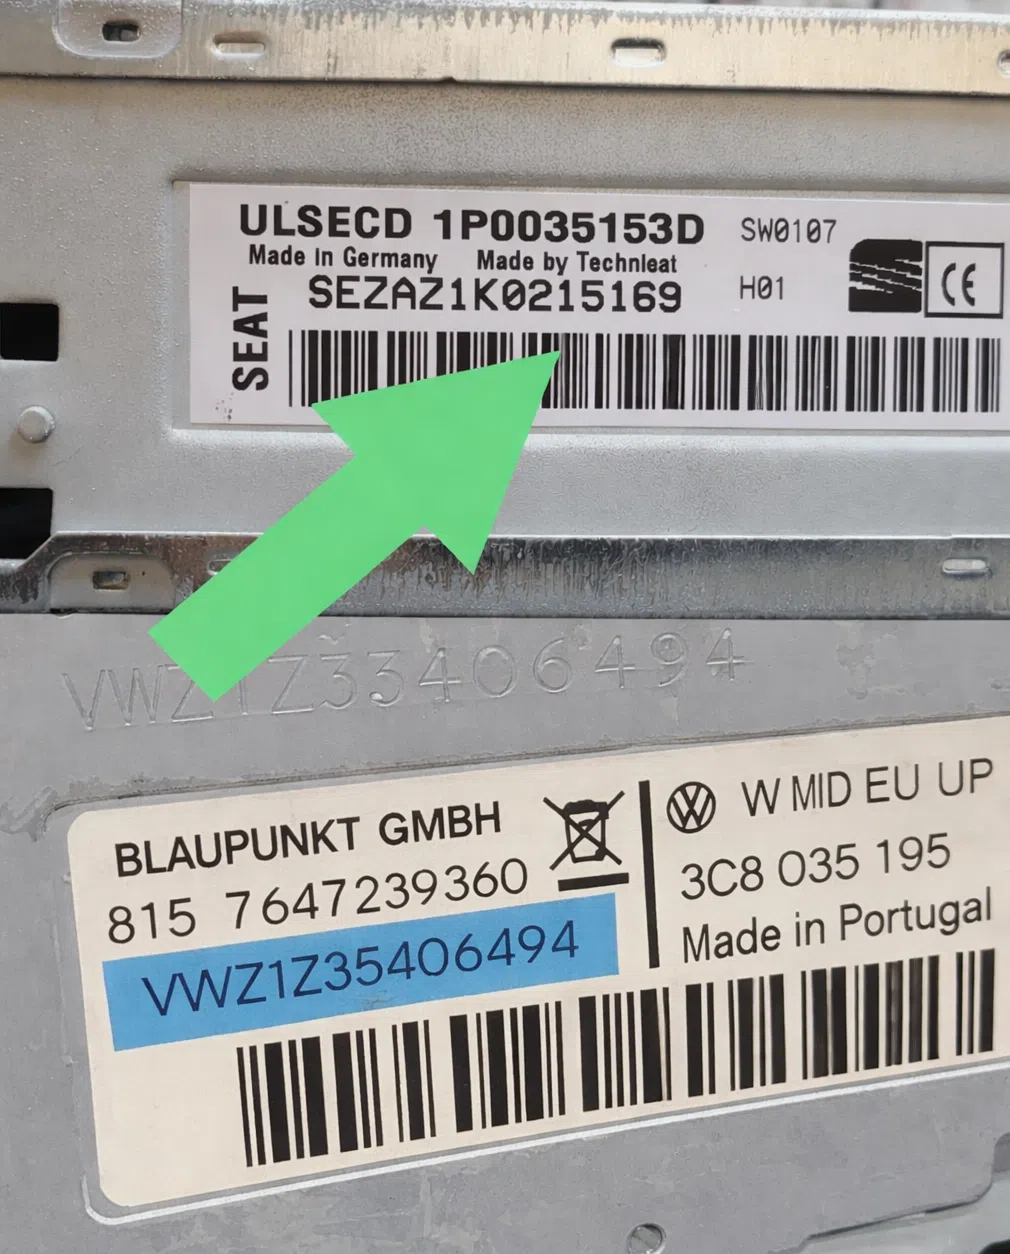 ULSECD 1P0035153D SW0107
Made in Germany Made by Technleat
SEZAZ1K0215169 H01
SEAT
CE
VWZ1Z33406494
BLAUPUNKT GMBH
815 7647239360
VWZ1Z35406494
W MID EU UP
3C8 035 195
Made in Portugal